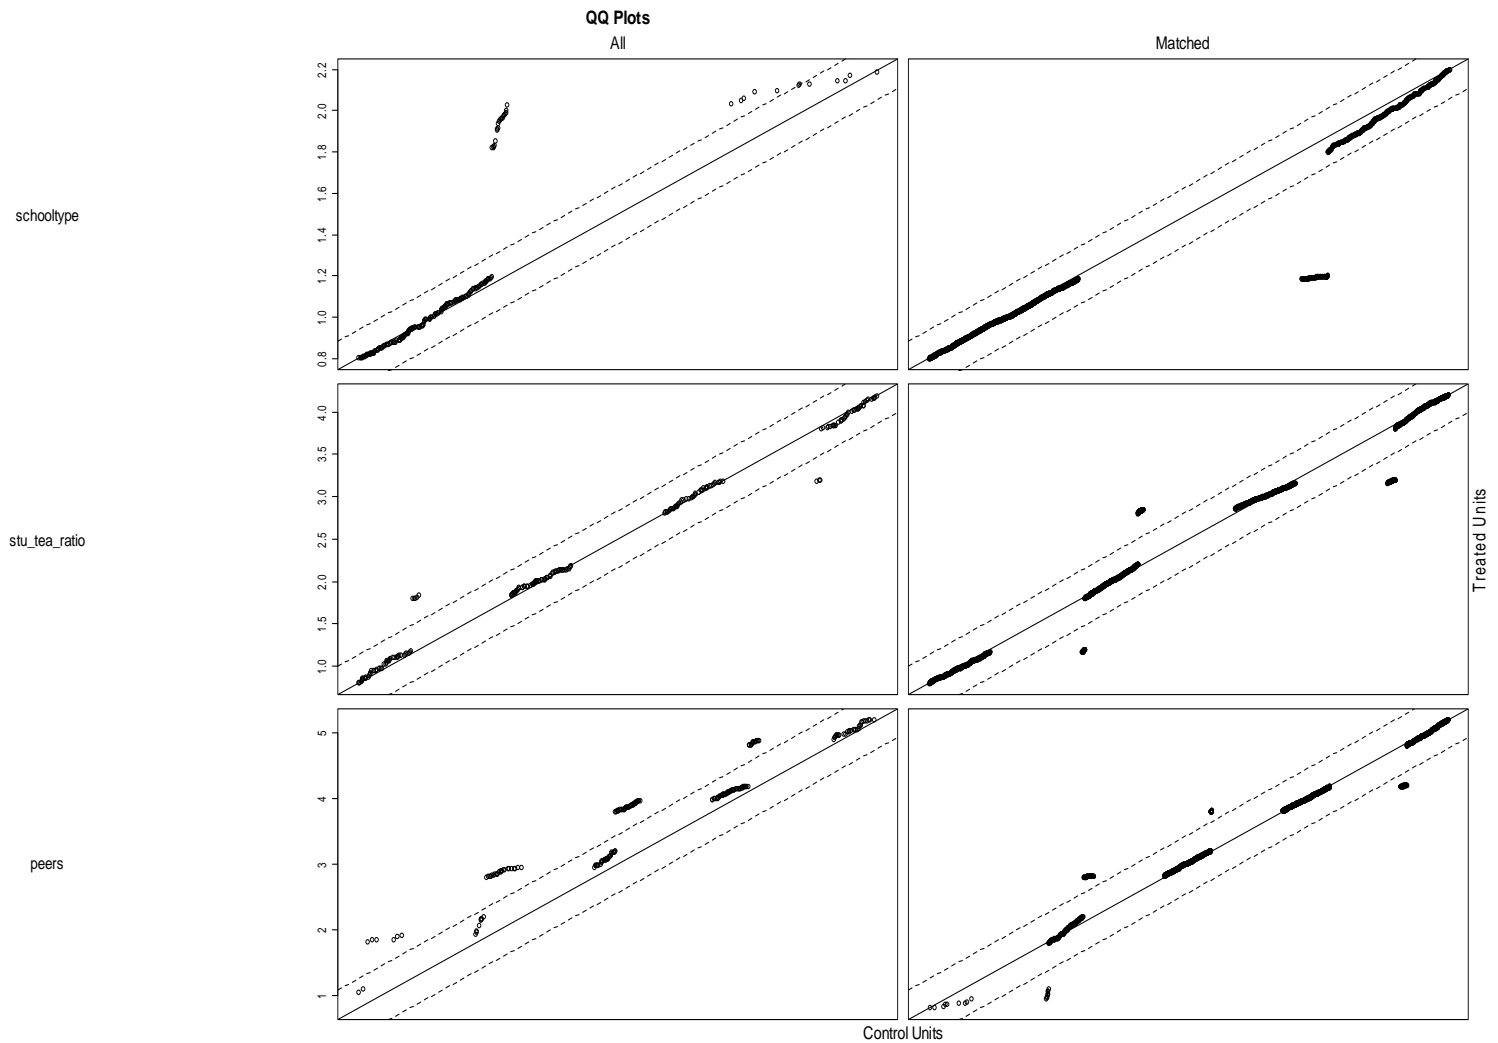 QQ Plots
All Matched
schooltype
0.8 1.0 1.2 1.4 1.6 1.8 2.0 2.2
stu_tea_ratio
1.0 1.5 2.0 2.5 3.0 3.5 4.0
Treated Units
peers
1 2 3 4 5
Control Units